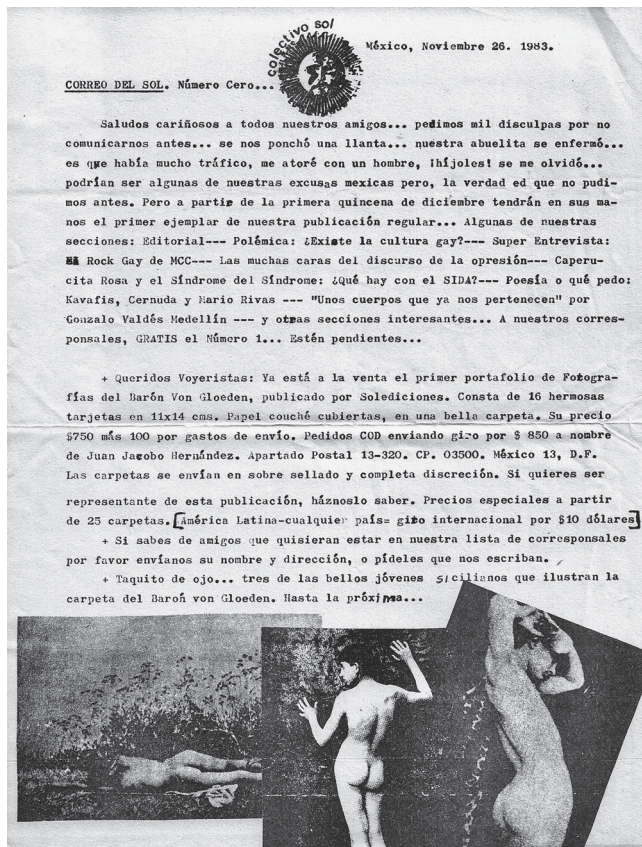 colectivo sol
México, Noviembre 26. 1983.
CORREO DEL SOL. Número Cero...
Saludos cariñosos a todos nuestros amigos... pedimos mil disculpas por no
comunicarnos antes... se nos ponchó una llanta... nuestra abuelita se enfermó...
es que había mucho tráfico, me atoré con un hombre, ¡híjoles! se me olvidó...
podrían ser algunas de nuestras excusas mexicas pero, la verdad ed que no pudi-
mos antes. Pero a partir de la primera quincena de diciembre tendrán en sus ma-
nos el primer ejemplar de nuestra publicación regular... Algunas de nuestras
secciones: Editorial--- Polémica: ¿Existe la cultura gay?--- Super Entrevista:
Rock Gay de MCC--- Las muchas caras del discurso de la opresión--- Caperu-
cita Rosa y el Síndrome del Síndrome: ¿Qué hay con el SIDA?--- Poesía o qué pedo:
Kavafis, Cernuda y Mario Rivas --- "Unos cuerpos que ya nos pertenecen" por
Gonzalo Valdés Medellín --- y otras secciones interesantes... A nuestros corres-
ponsales, GRATIS el Número 1... Estén pendientes...
+ Queridos Voyeristas: Ya está a la venta el primer portafolio de Fotogra-
fías del Barón Von Gloeden, publicado por Solediciones. Consta de 16 hermosas
tarjetas en 11x14 cms. Papel couché cubiertas, en una bella carpeta. Su precio
$750 más 100 por gastos de envío. Pedidos COD enviando giro por $ 850 a nombre
de Juan Jacobo Hernández. Apartado Postal 13-320. CP. 03500. México 13, D.F.
Las carpetas se envían en sobre sellado y completa discreción. Si quieres ser
representante de esta publicación, háznoslo saber. Precios especiales a partir
de 25 carpetas. [América Latina-cualquier país= giro internacional por $10 dólares]
+ Si sabes de amigos que quisieran estar en nuestra lista de corresponsales
por favor envíanos su nombre y dirección, o pídeles que nos escriban.
+ Taquito de ojo... tres de las bellos jóvenes sicilianos que ilustran la
carpeta del Barón von Gloeden. Hasta la próxima...